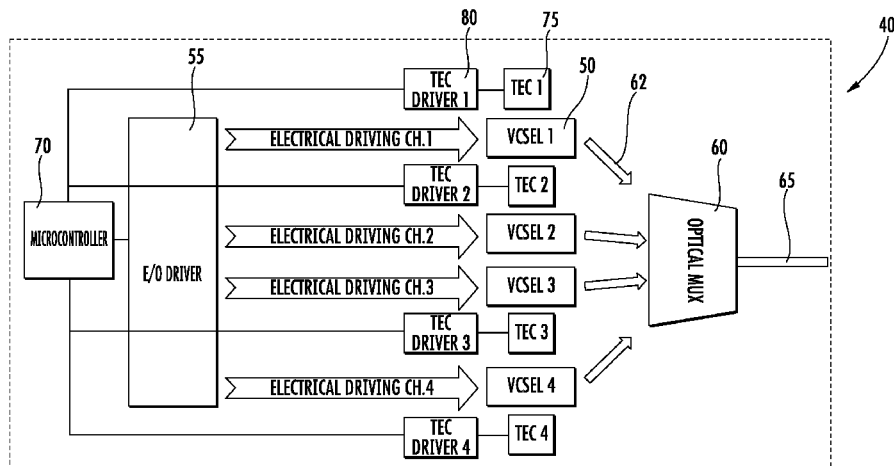 80
75
40
55
50
62
TEC
DRIVER 1
TEC 1
ELECTRICAL DRIVING CH.1
VCSEL 1
60
70
65
TEC
DRIVER 2
TEC 2
MICROCONTROLLER
ELECTRICAL DRIVING CH.2
VCSEL 2
OPTICAL MUX
E/O DRIVER
ELECTRICAL DRIVING CH.3
VCSEL 3
TEC
DRIVER 3
TEC 3
ELECTRICAL DRIVING CH.4
VCSEL 4
TEC
DRIVER 4
TEC 4